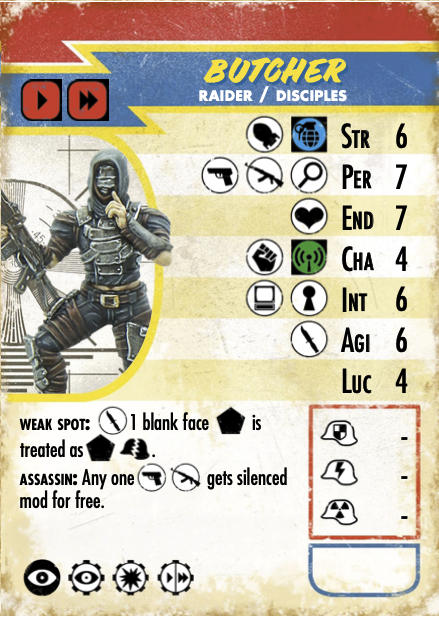 BUTCHER
RAIDER / DISCIPLES
STR 6
PER 7
END 7
CHA 4
INT 6
AGI 6
LUC 4
.45
WEAK SPOT: 1 blank face is
treated as .
ASSASSIN: Any one gets silenced
mod for free.
-
-
-